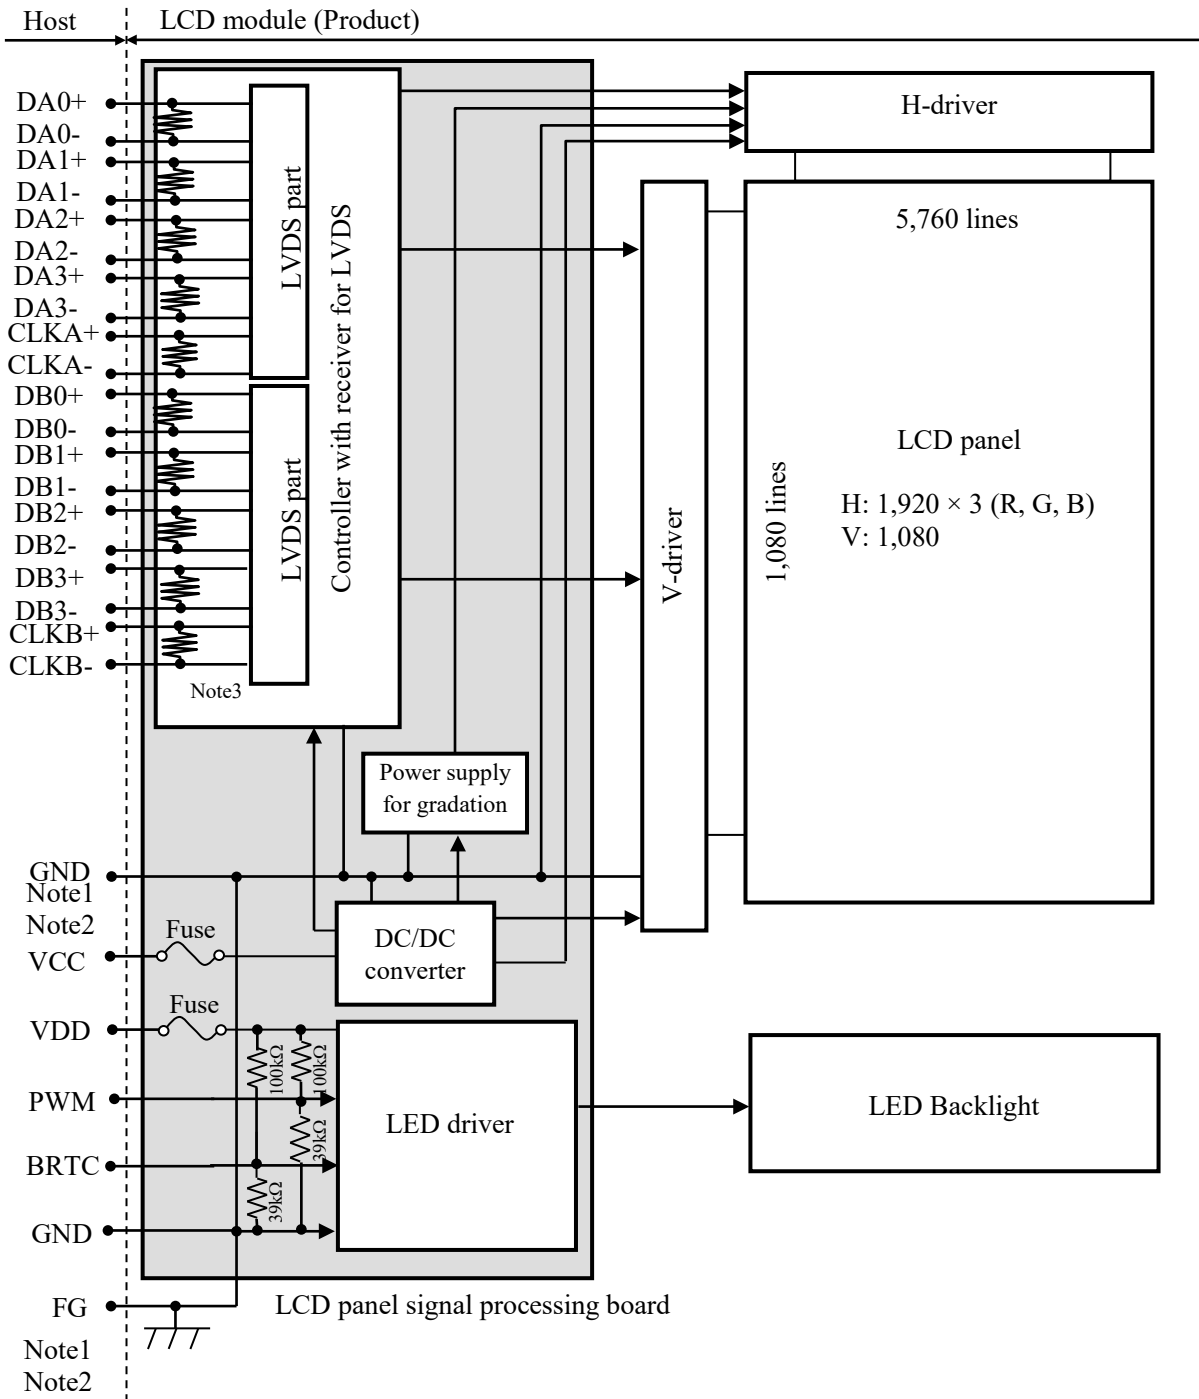 Host
LCD module (Product)
DA0+
DA0-
DA1+
DA1-
DA2+
DA2-
DA3+
DA3-
CLKA+
CLKA-
DB0+
DB0-
DB1+
DB1-
DB2+
DB2-
DB3+
DB3-
CLKB+
CLKB-
LVDS part
LVDS part
Controller with receiver for LVDS
Note3
H-driver
5,760 lines
V-driver
1,080 lines
LCD panel
H: 1,920 × 3 (R, G, B)
V: 1,080
Power supply
for gradation
GND
Note1
Note2
Fuse
VCC
DC/DC
converter
Fuse
VDD
100kΩ
100kΩ
PWM
39kΩ
BRTC
39kΩ
GND
LED driver
LED Backlight
LCD panel signal processing board
FG
Note1
Note2